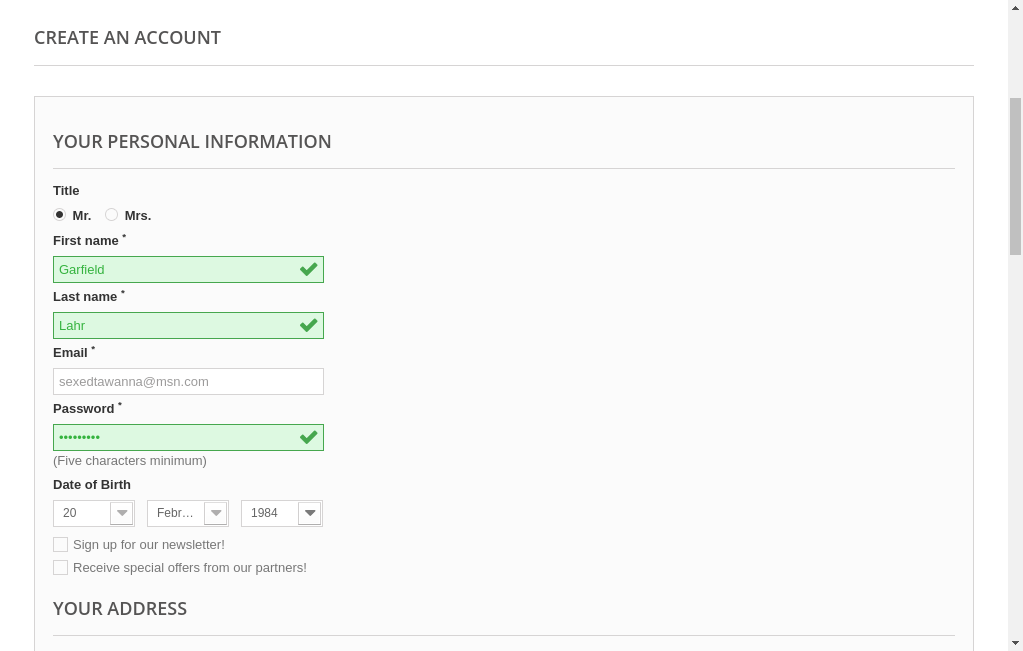 CREATE AN ACCOUNT
YOUR PERSONAL INFORMATION
Title
Mr. Mrs.
First name *
Garfield
Last name *
Lahr
Email *
sexedtawanna@msn.com
Password *
•••••••••
(Five characters minimum)
Date of Birth
20 Febr… 1984
Sign up for our newsletter!
Receive special offers from our partners!
YOUR ADDRESS